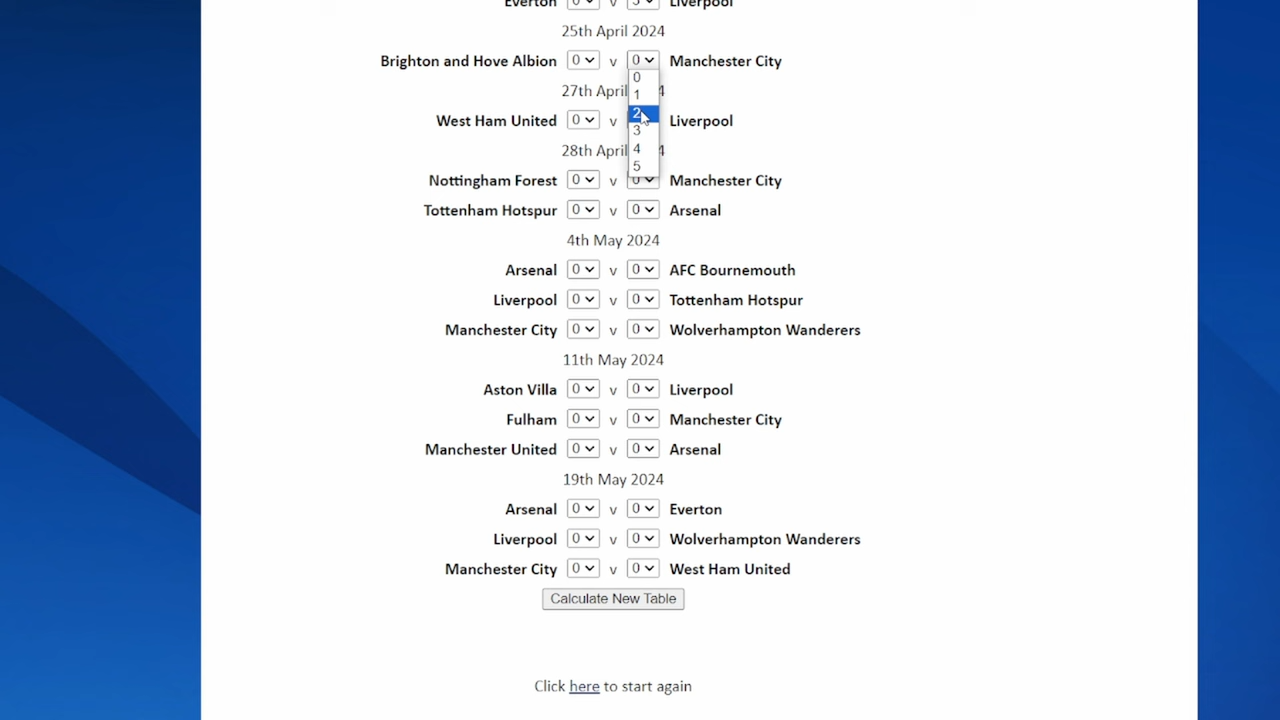 Everton 0 v 3 Liverpool
25th April 2024
Brighton and Hove Albion 0 v 0 Manchester City
0
1
27th April 4
2
West Ham United 0 v Liverpool
3
4
28th April 4
5
Nottingham Forest 0 v 0 Manchester City
Tottenham Hotspur 0 v 0 Arsenal
4th May 2024
Arsenal 0 v 0 AFC Bournemouth
Liverpool 0 v 0 Tottenham Hotspur
Manchester City 0 v 0 Wolverhampton Wanderers
11th May 2024
Aston Villa 0 v 0 Liverpool
Fulham 0 v 0 Manchester City
Manchester United 0 v 0 Arsenal
19th May 2024
Arsenal 0 v 0 Everton
Liverpool 0 v 0 Wolverhampton Wanderers
Manchester City 0 v 0 West Ham United
Calculate New Table
Click here to start again